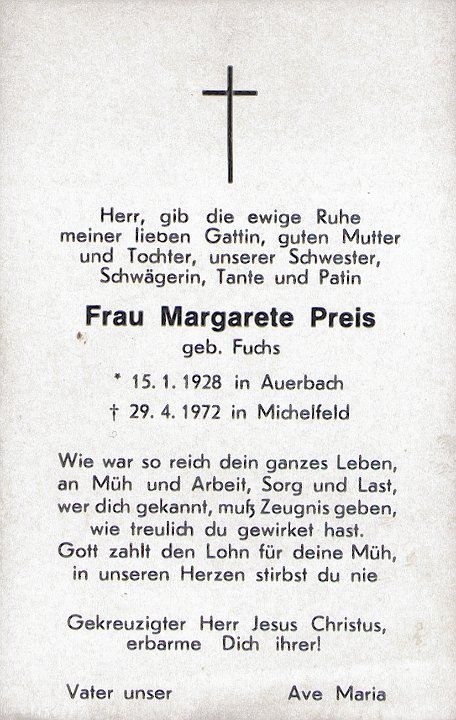 Herr, gib die ewige Ruhe
meiner lieben Gattin, guten Mutter
und Tochter, unserer Schwester,
Schwägerin, Tante und Patin
Frau Margarete Preis
geb. Fuchs
* 15. 1. 1928 in Auerbach
† 29. 4. 1972 in Michelfeld
Wie war so reich dein ganzes Leben,
an Müh und Arbeit, Sorg und Last,
wer dich gekannt, muß Zeugnis geben,
wie treulich du gewirket hast.
Gott zahlt den Lohn für deine Müh,
in unseren Herzen stirbst du nie
Gekreuzigter Herr Jesus Christus,
erbarme Dich ihrer!
Vater unser Ave Maria